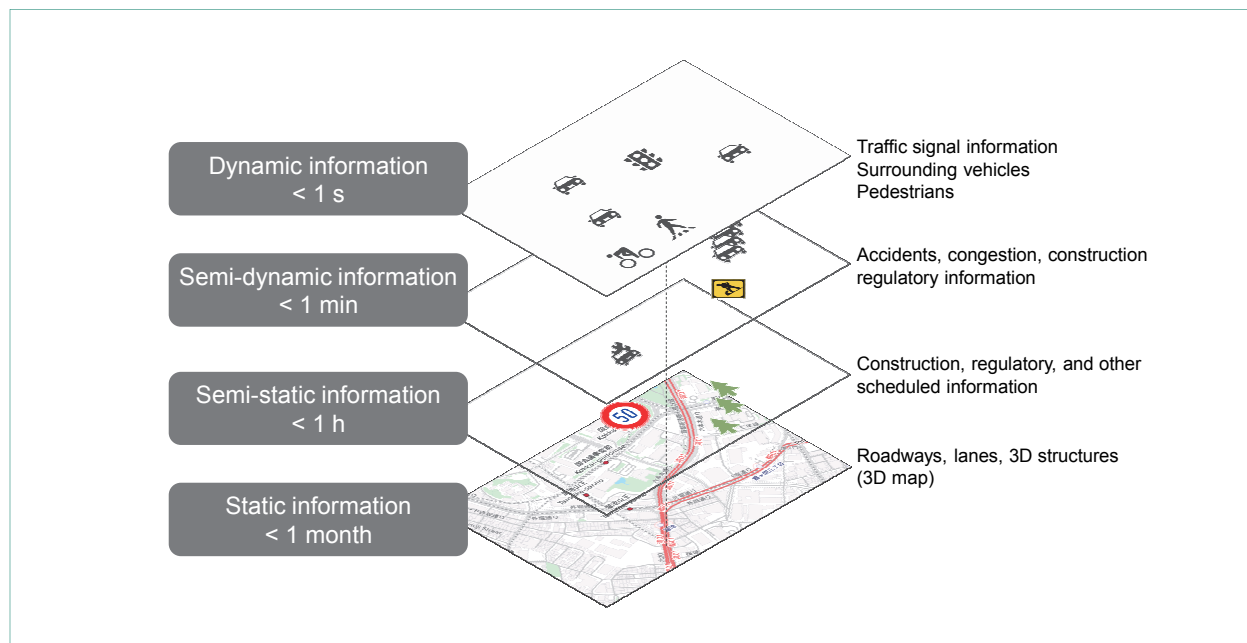 Dynamic information
< 1 s
Traffic signal information
Surrounding vehicles
Pedestrians
Semi-dynamic information
< 1 min
Accidents, congestion, construction
regulatory information
Semi-static information
< 1 h
Construction, regulatory, and other
scheduled information
50
Static information
< 1 month
Roadways, lanes, 3D structures
(3D map)